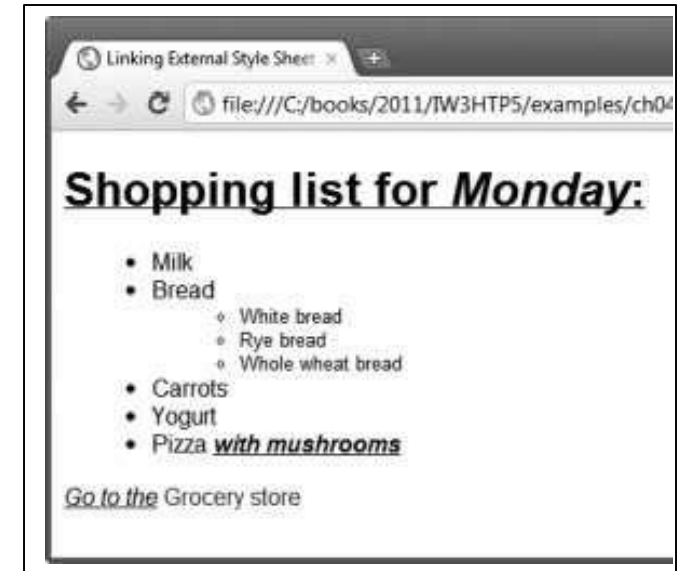 Linking External Style Sheet
file:///C:/books/2011/IW3HTP5/examples/ch04
Shopping list for Monday:
Milk
Bread
White bread
Rye bread
Whole wheat bread
Carrots
Yogurt
Pizza with mushrooms
Go to the Grocery store